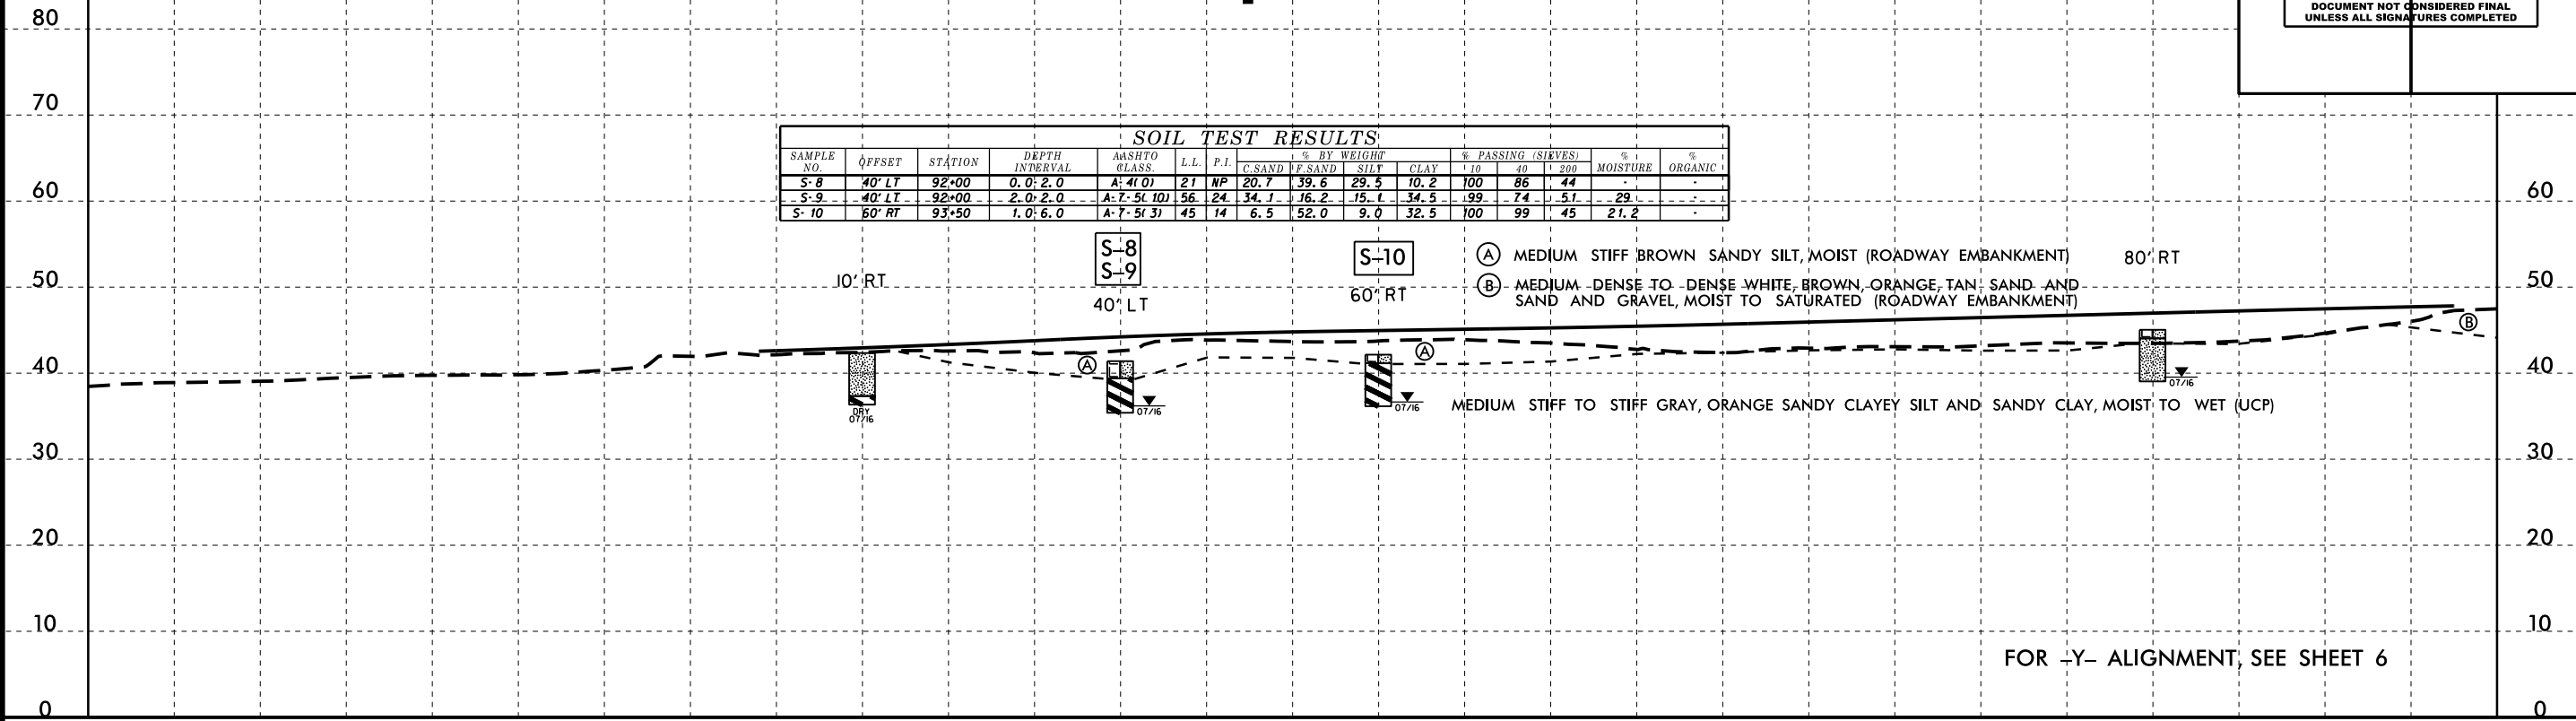 DOCUMENT NOT CONSIDERED FINAL
UNLESS ALL SIGNATURES COMPLETED
80
70
60
50
40
30
20
10
0
SOIL TEST RESULTS
SAMPLE NO. OFFSET STATION DEPTH INTERVAL AASHTO CLASS. L.L. P.I. % BY WEIGHT C.SAND F.SAND SILT CLAY % PASSING (SIEVES) 10 40 200 % MOISTURE % ORGANIC
S-8 40' LT 92+00 0.0-2.0 A-4(0) 21 NP 20.7 39.6 29.5 10.2 100 86 44 - -
S-9 40' LT 92+00 2.0-2.0 A-7-5(10) 56 24 34.1 16.2 15.1 34.5 99 74 51 29 -
S-10 60' RT 93+50 1.0-6.0 A-7-5(3) 45 14 6.5 52.0 9.0 32.5 100 99 45 21.2 -
10' RT
S-8
S-9
40' LT
S-10
60' RT
A MEDIUM STIFF BROWN SANDY SILT, MOIST (ROADWAY EMBANKMENT)
B MEDIUM DENSE TO DENSE WHITE, BROWN, ORANGE, TAN SAND AND
SAND AND GRAVEL, MOIST TO SATURATED (ROADWAY EMBANKMENT)
80' RT
A
A
B
DRY
07/16
07/16
07/16
07/16
MEDIUM STIFF TO STIFF GRAY, ORANGE SANDY CLAYEY SILT AND SANDY CLAY, MOIST TO WET (UCP)
FOR -Y- ALIGNMENT, SEE SHEET 6
60
50
40
30
20
10
0